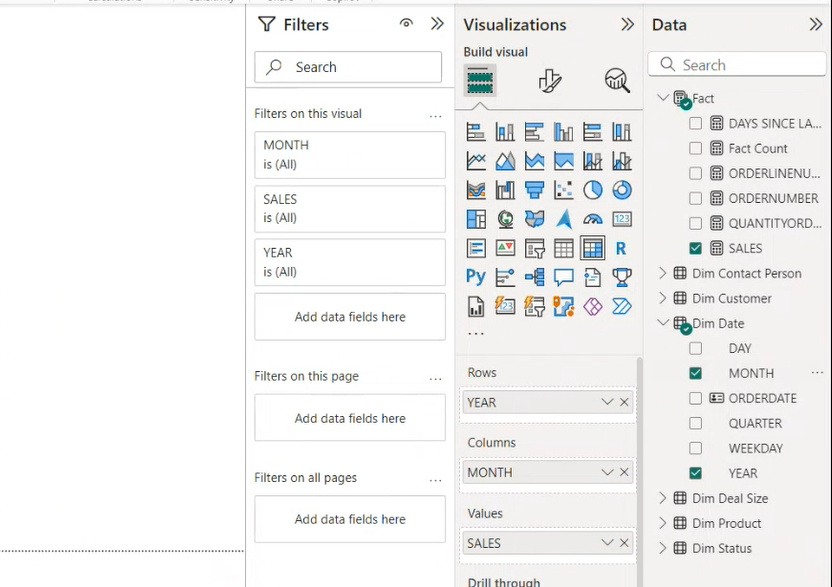 Filters
Search
Filters on this visual
...
MONTH
is (All)
SALES
is (All)
YEAR
is (All)
Add data fields here
Filters on this page
...
Add data fields here
Filters on all pages
...
Add data fields here
Visualizations
Build visual
123
R
Py
123
...
Rows
YEAR
Columns
MONTH
Values
SALES
Drill through
Data
Search
Fact
DAYS SINCE LA...
Fact Count
ORDERLINENU...
ORDERNUMBER
QUANTITYORD...
SALES
Dim Contact Person
Dim Customer
Dim Date
DAY
MONTH
...
ORDERDATE
QUARTER
WEEKDAY
YEAR
Dim Deal Size
Dim Product
Dim Status